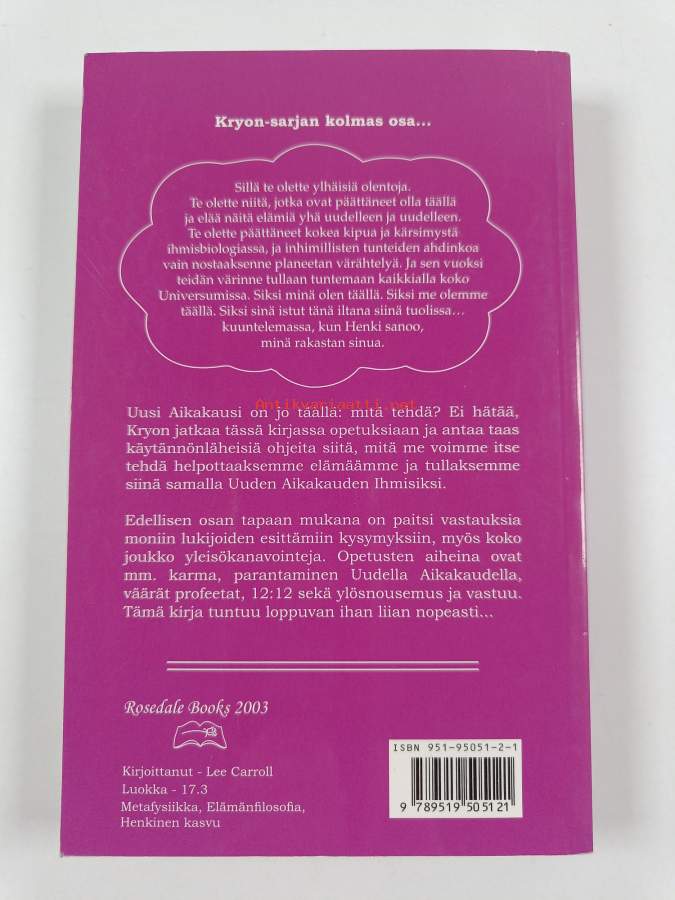 Kryon-sarjan kolmas osa...
Sillä te olette ylhäisiä olentoja.
Te olette niitä, jotka ovat päättäneet olla täällä
ja elää näitä elämiä yhä uudelleen ja uudelleen.
Te olette päättäneet kokea kipua ja kärsimystä
ihmisbiologiassa, ja inhimillisten tunteiden ahdinkoa
vain nostaaksenne planeetan värähtelyä. Ja sen vuoksi
teidän värinne tullaan tuntemaan kaikkialla koko
Universumissa. Siksi minä olen täällä. Siksi me olemme
täällä. Siksi sinä istut tänä iltana siinä tuolissa...
kuuntelemassa, kun Henki sanoo,
minä rakastan sinua.
Antikvariaatti.net
Uusi Aikakausi on jo täällä: mitä tehdä? Ei hätää,
Kryon jatkaa tässä kirjassa opetuksiaan ja antaa taas
käytännönläheisiä ohjeita siitä, mitä me voimme itse
tehdä helpottaaksemme elämäämme ja tullaksemme
siinä samalla Uuden Aikakauden Ihmisiksi.
Edellisen osan tapaan mukana on paitsi vastauksia
moniin lukijoiden esittämiin kysymyksiin, myös koko
joukko yleisökanavointeja. Opetusten aiheina ovat
mm. karma, parantaminen Uudella Aikakaudella,
väärät profeetat, 12:12 sekä ylösnousemus ja vastuu.
Tämä kirja tuntuu loppuvan ihan liian nopeasti...
Rosedale Books 2003
Kirjoittanut - Lee Carroll
Luokka - 17.3
Metafysiikka, Elämänfilosofia,
Henkinen kasvu
ISBN 951-95051-2-1
9 789519 505121